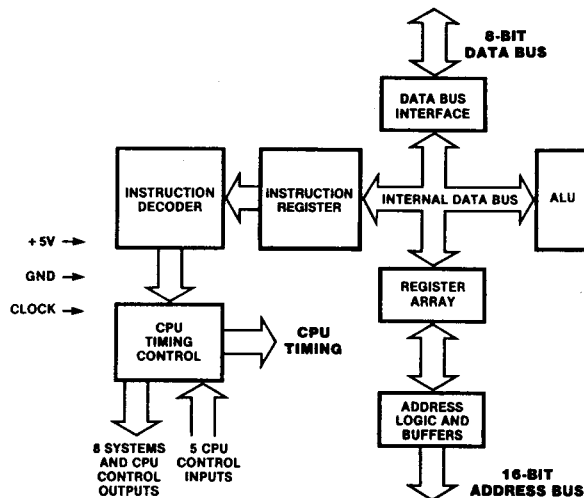 8-BIT
DATA BUS
DATA BUS
INTERFACE
INSTRUCTION
DECODER
INSTRUCTION
REGISTER
INTERNAL DATA BUS
ALU
+5V
GND
CLOCK
REGISTER
ARRAY
CPU
TIMING
CONTROL
CPU
TIMING
ADDRESS
LOGIC AND
BUFFERS
8 SYSTEMS
AND CPU
CONTROL
OUTPUTS
5 CPU
CONTROL
INPUTS
16-BIT
ADDRESS BUS